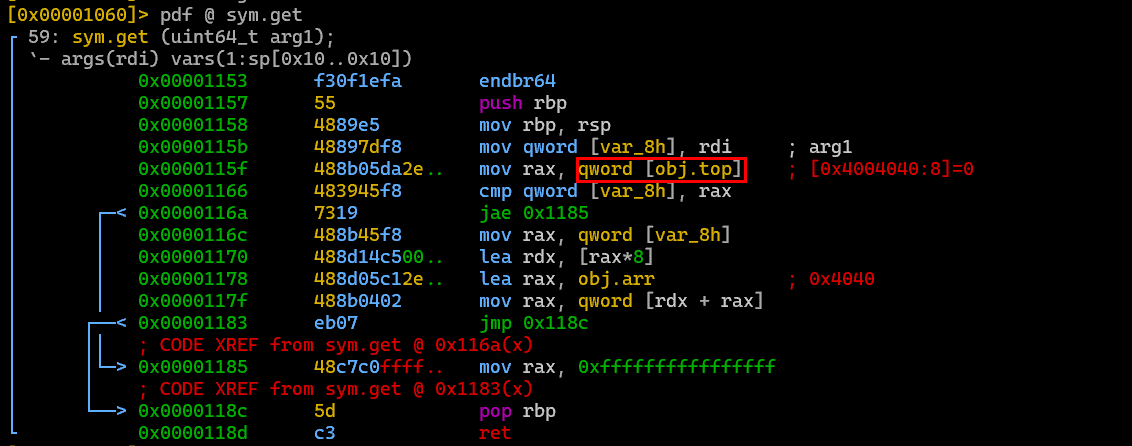 [0x00001060]> pdf @ sym.get
59: sym.get (uint64_t arg1);
`- args(rdi) vars(1:sp[0x10..0x10])
0x00001153 f30f1efa endbr64
0x00001157 55 push rbp
0x00001158 4889e5 mov rbp, rsp
0x0000115b 48897df8 mov qword [var_8h], rdi ; arg1
0x0000115f 488b05da2e.. mov rax, qword [obj.top] ; [0x4004040:8]=0
0x00001166 483945f8 cmp qword [var_8h], rax
0x0000116a 7319 jae 0x1185
0x0000116c 488b45f8 mov rax, qword [var_8h]
0x00001170 488d14c500.. lea rdx, [rax*8]
0x00001178 488d05c12e.. lea rax, obj.arr ; 0x4040
0x0000117f 488b0402 mov rax, qword [rdx + rax]
0x00001183 eb07 jmp 0x118c
; CODE XREF from sym.get @ 0x116a(x)
0x00001185 48c7c0ffff.. mov rax, 0xffffffffffffffff
; CODE XREF from sym.get @ 0x1183(x)
0x0000118c 5d pop rbp
0x0000118d c3 ret